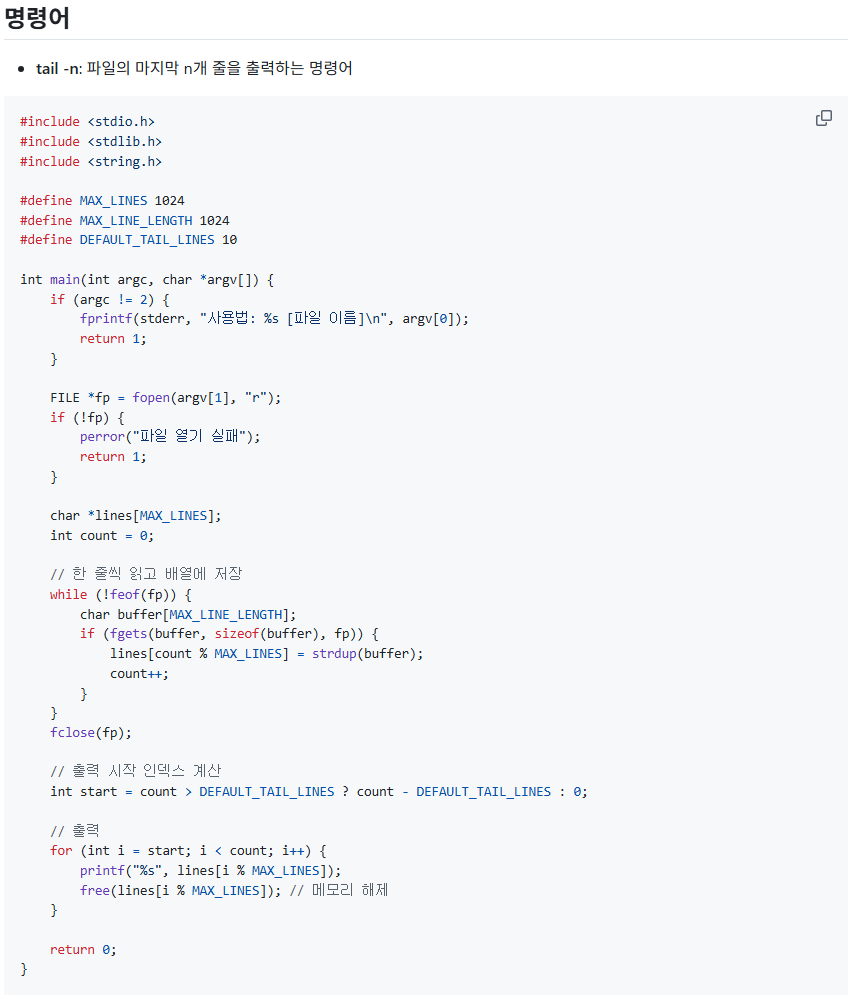 명령어
• tail -n: 파일의 마지막 n개 줄을 출력하는 명령어
#include <stdio.h>
#include <stdlib.h>
#include <string.h>

#define MAX_LINES 1024
#define MAX_LINE_LENGTH 1024
#define DEFAULT_TAIL_LINES 10

int main(int argc, char *argv[]) {
    if (argc != 2) {
        fprintf(stderr, "사용법: %s [파일 이름]\n", argv[0]);
        return 1;
    }

    FILE *fp = fopen(argv[1], "r");
    if (!fp) {
        perror("파일 열기 실패");
        return 1;
    }

    char *lines[MAX_LINES];
    int count = 0;

    // 한 줄씩 읽고 배열에 저장
    while (!feof(fp)) {
        char buffer[MAX_LINE_LENGTH];
        if (fgets(buffer, sizeof(buffer), fp)) {
            lines[count % MAX_LINES] = strdup(buffer);
            count++;
        }
    }
    fclose(fp);

    // 출력 시작 인덱스 계산
    int start = count > DEFAULT_TAIL_LINES ? count - DEFAULT_TAIL_LINES : 0;

    // 출력
    for (int i = start; i < count; i++) {
        printf("%s", lines[i % MAX_LINES]);
        free(lines[i % MAX_LINES]); // 메모리 해제
    }

    return 0;
}